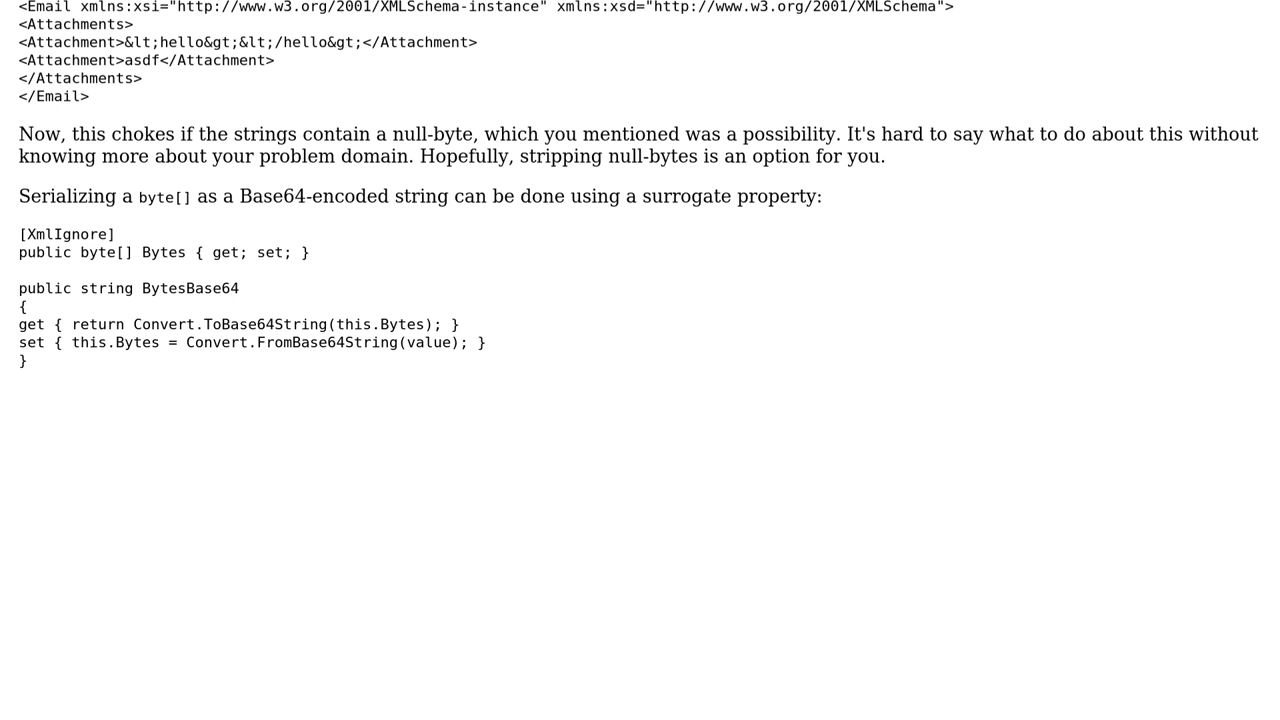 <Email xmlns:xsi="http://www.w3.org/2001/XMLSchema-instance" xmlns:xsd="http://www.w3.org/2001/XMLSchema">
<Attachments>
<Attachment>&lt;hello&gt;&lt;/hello&gt;</Attachment>
<Attachment>asdf</Attachment>
</Attachments>
</Email>
Now, this chokes if the strings contain a null-byte, which you mentioned was a possibility. It's hard to say what to do about this without
knowing more about your problem domain. Hopefully, stripping null-bytes is an option for you.
Serializing a byte[] as a Base64-encoded string can be done using a surrogate property:
[XmlIgnore]
public byte[] Bytes { get; set; }
public string BytesBase64
{
get { return Convert.ToBase64String(this.Bytes); }
set { this.Bytes = Convert.FromBase64String(value); }
}